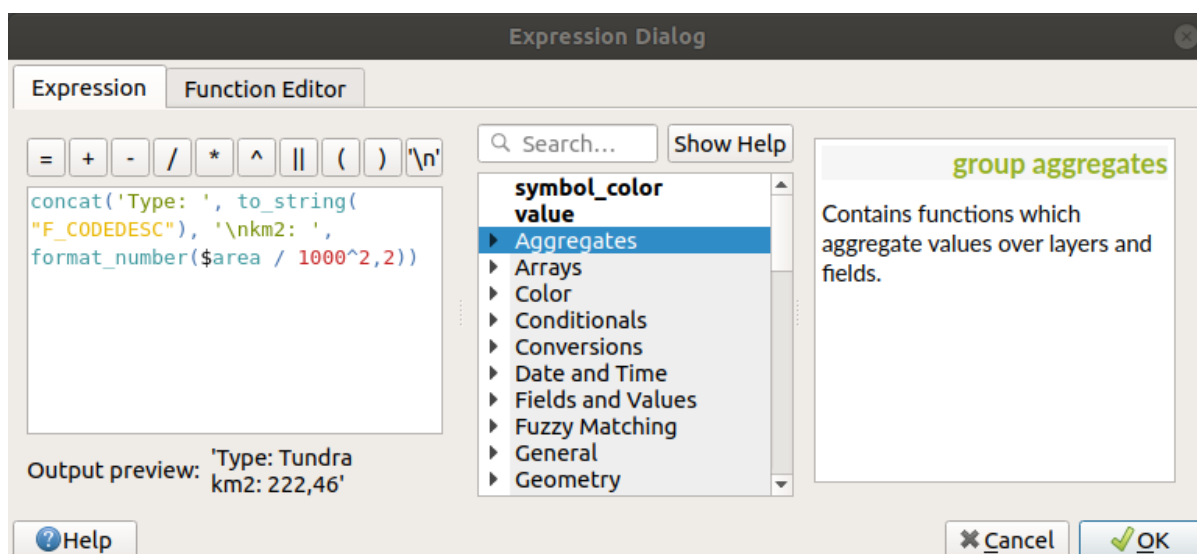 Expression Dialog
Expression
Function Editor
= + - / * ^ || ( ) '\n'
concat('Type: ', to_string(
"F_CODEDESC"), '\nkm2: ',
format_number($area / 1000^2,2))
Output preview: 'Type: Tundra
km2: 222,46'
Search...
Show Help
symbol_color
value
Aggregates
Arrays
Color
Conditionals
Conversions
Date and Time
Fields and Values
Fuzzy Matching
General
Geometry
group aggregates
Contains functions which
aggregate values over layers and
fields.
Help
Cancel
OK